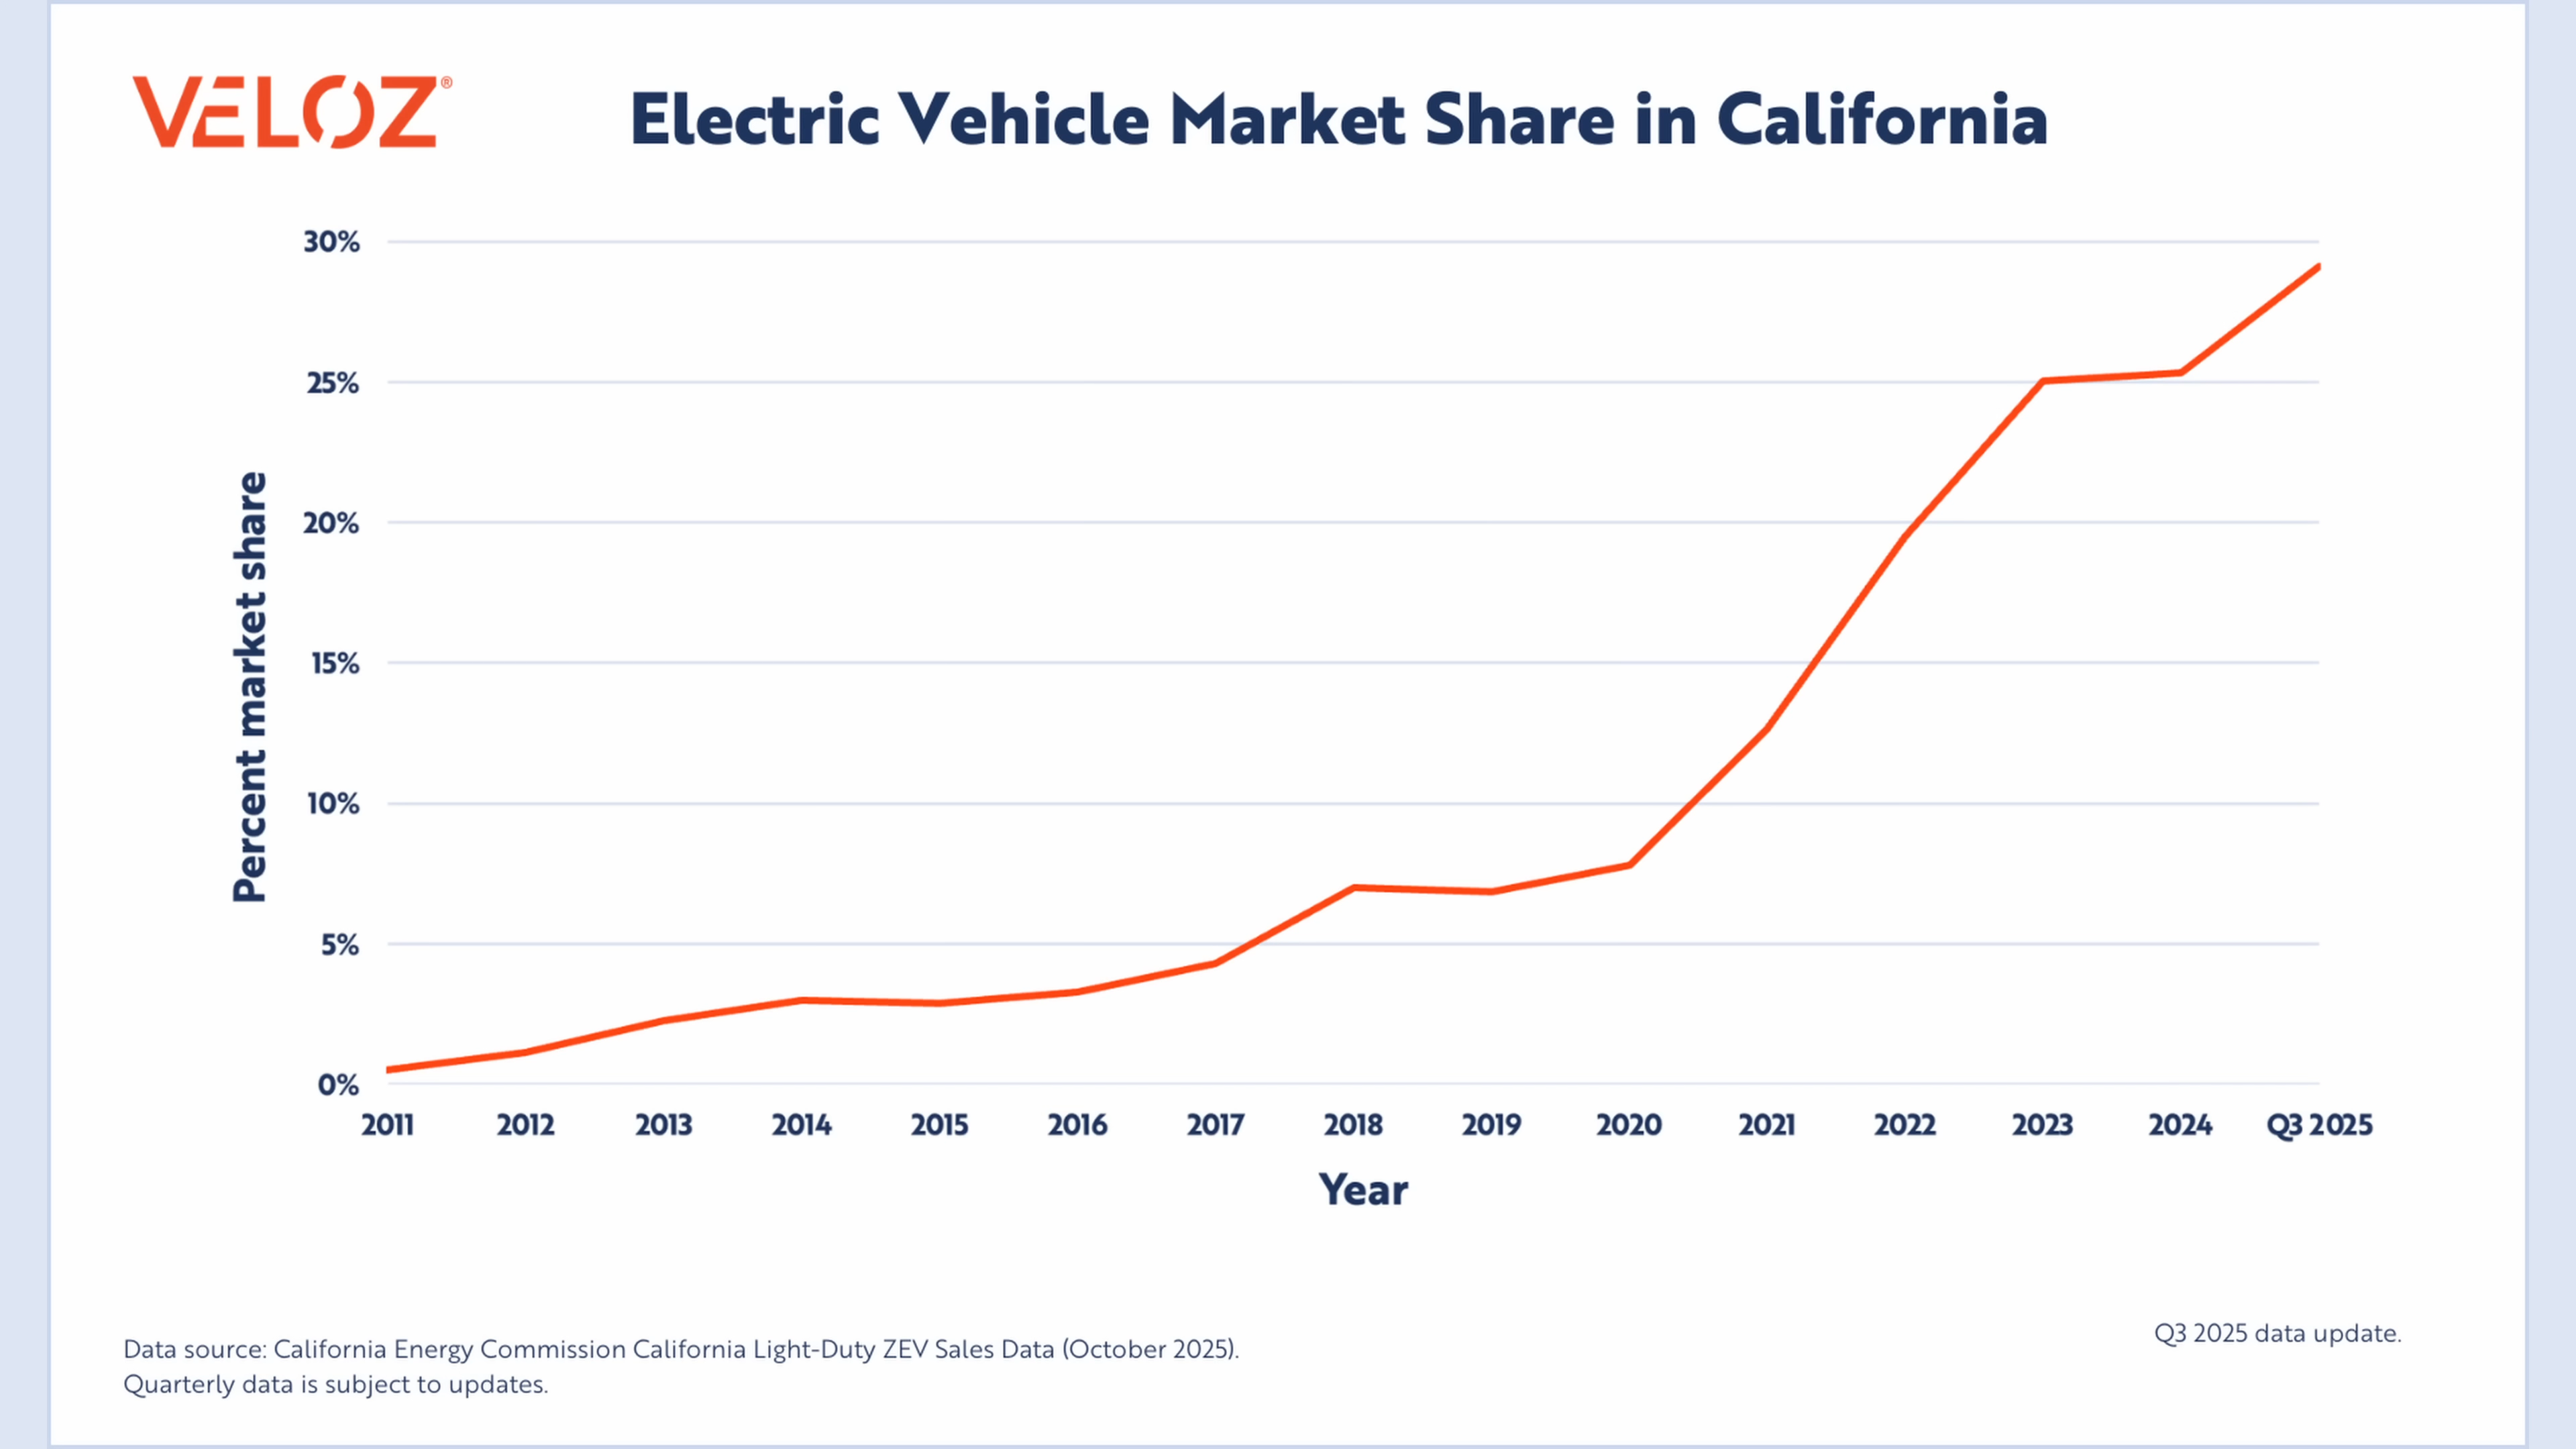 VELOZ®
Electric Vehicle Market Share in California
30%
25%
20%
15%
10%
5%
0%
Percent market share
2011 2012 2013 2014 2015 2016 2017 2018 2019 2020 2021 2022 2023 2024 Q3 2025
Year
Q3 2025 data update.
Data source: California Energy Commission California Light-Duty ZEV Sales Data (October 2025).
Quarterly data is subject to updates.